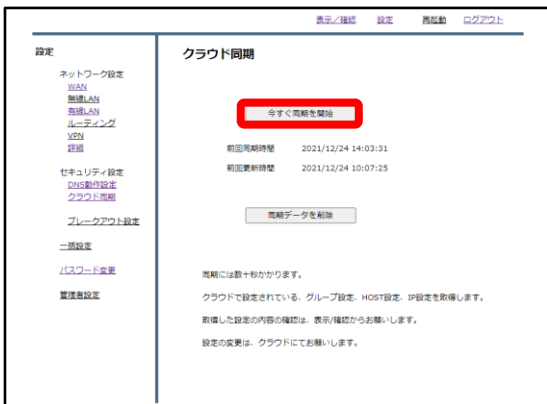 表示／確認 設定 再起動 ログアウト
設定
ネットワーク設定
WAN
無線LAN
有線LAN
ルーティング
VPN
詳細
セキュリティ設定
DNS動作設定
クラウド同期
ブレークアウト設定
一括設定
パスワード変更
管理者設定
クラウド同期
今すぐ同期を開始
前回同期時間 2021/12/24 14:03:31
前回更新時間 2021/12/24 10:07:25
同期データを削除
同期には数十秒かかります。
クラウドで設定されている、グループ設定、HOST設定、IP設定を取得します。
取得した設定の内容の確認は、表示/確認からお願いします。
設定の変更は、クラウドにてお願いします。